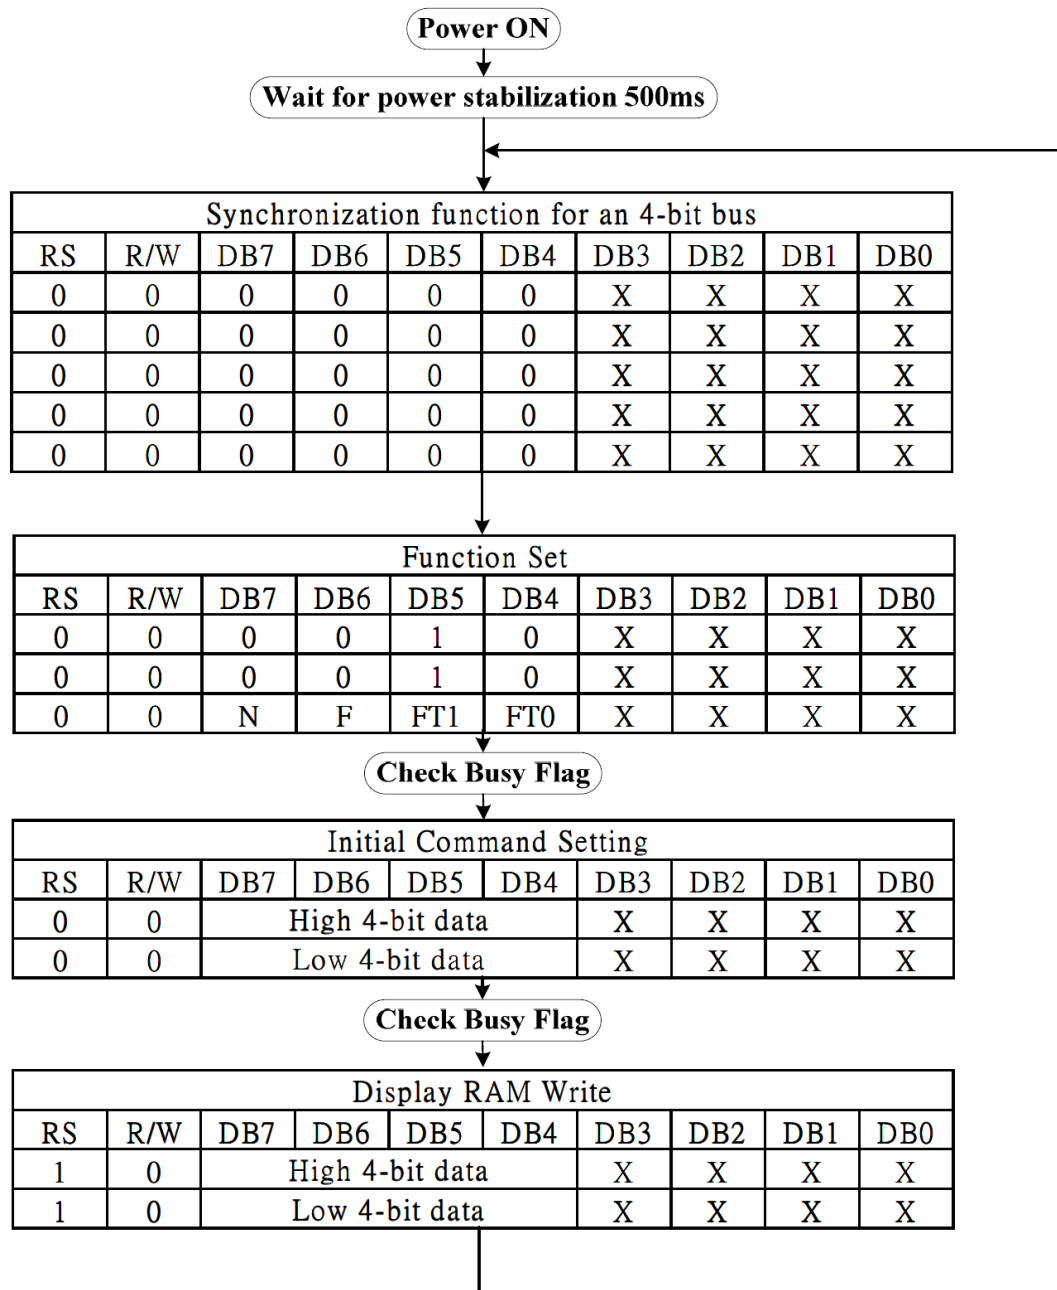 Power ON
Wait for power stabilization 500ms
Synchronization function for an 4-bit bus
RS R/W DB7 DB6 DB5 DB4 DB3 DB2 DB1 DB0
0 0 0 0 0 0 X X X X
0 0 0 0 0 0 X X X X
0 0 0 0 0 0 X X X X
0 0 0 0 0 0 X X X X
0 0 0 0 0 0 X X X X
Function Set
RS R/W DB7 DB6 DB5 DB4 DB3 DB2 DB1 DB0
0 0 0 0 1 0 X X X X
0 0 0 0 1 0 X X X X
0 0 N F FT1 FT0 X X X X
Check Busy Flag
Initial Command Setting
RS R/W DB7 DB6 DB5 DB4 DB3 DB2 DB1 DB0
0 0 High 4-bit data X X X X
0 0 Low 4-bit data X X X X
Check Busy Flag
Display RAM Write
RS R/W DB7 DB6 DB5 DB4 DB3 DB2 DB1 DB0
1 0 High 4-bit data X X X X
1 0 Low 4-bit data X X X X